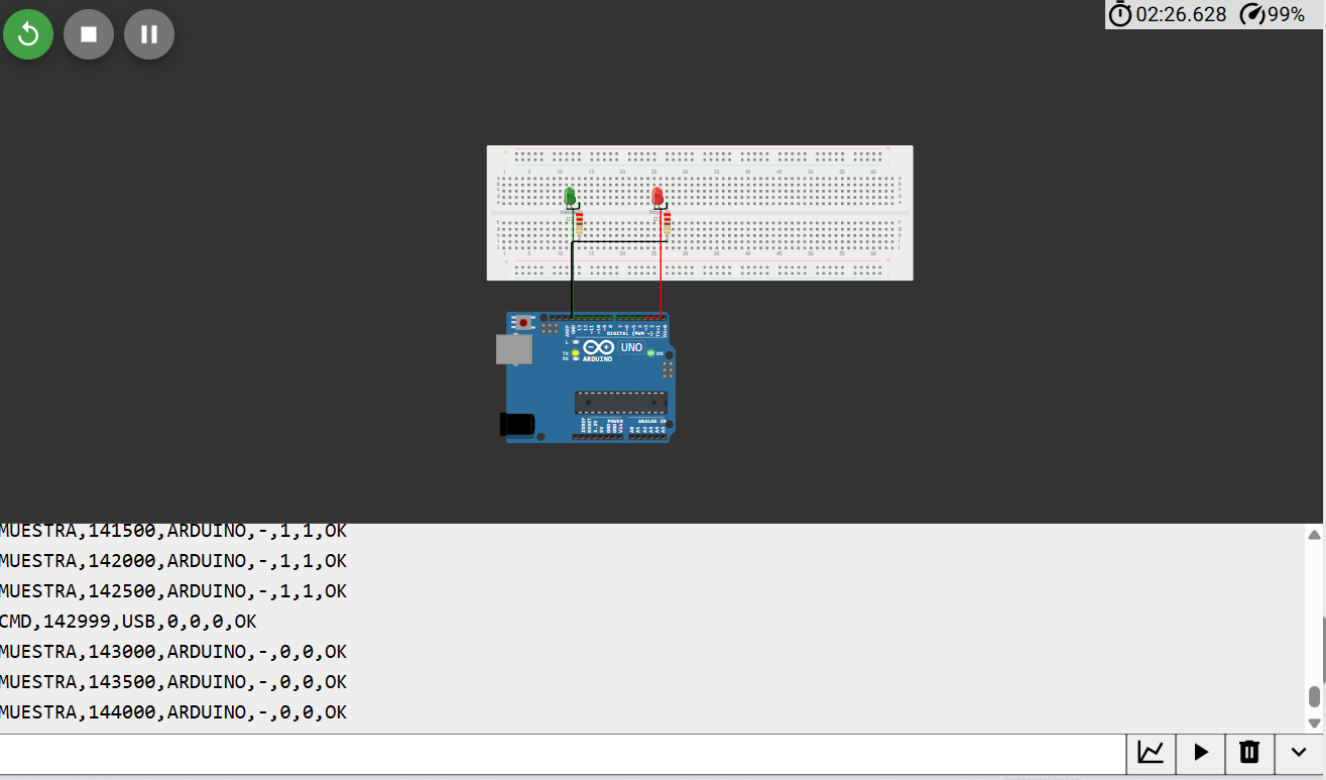 02:26.628 99%
UNO
ARDUINO
MUESTRA,141500,ARDUINO,-,1,1,OK
MUESTRA,142000,ARDUINO,-,1,1,OK
MUESTRA,142500,ARDUINO,-,1,1,OK
CMD,142999,USB,0,0,0,OK
MUESTRA,143000,ARDUINO,-,0,0,OK
MUESTRA,143500,ARDUINO,-,0,0,OK
MUESTRA,144000,ARDUINO,-,0,0,OK